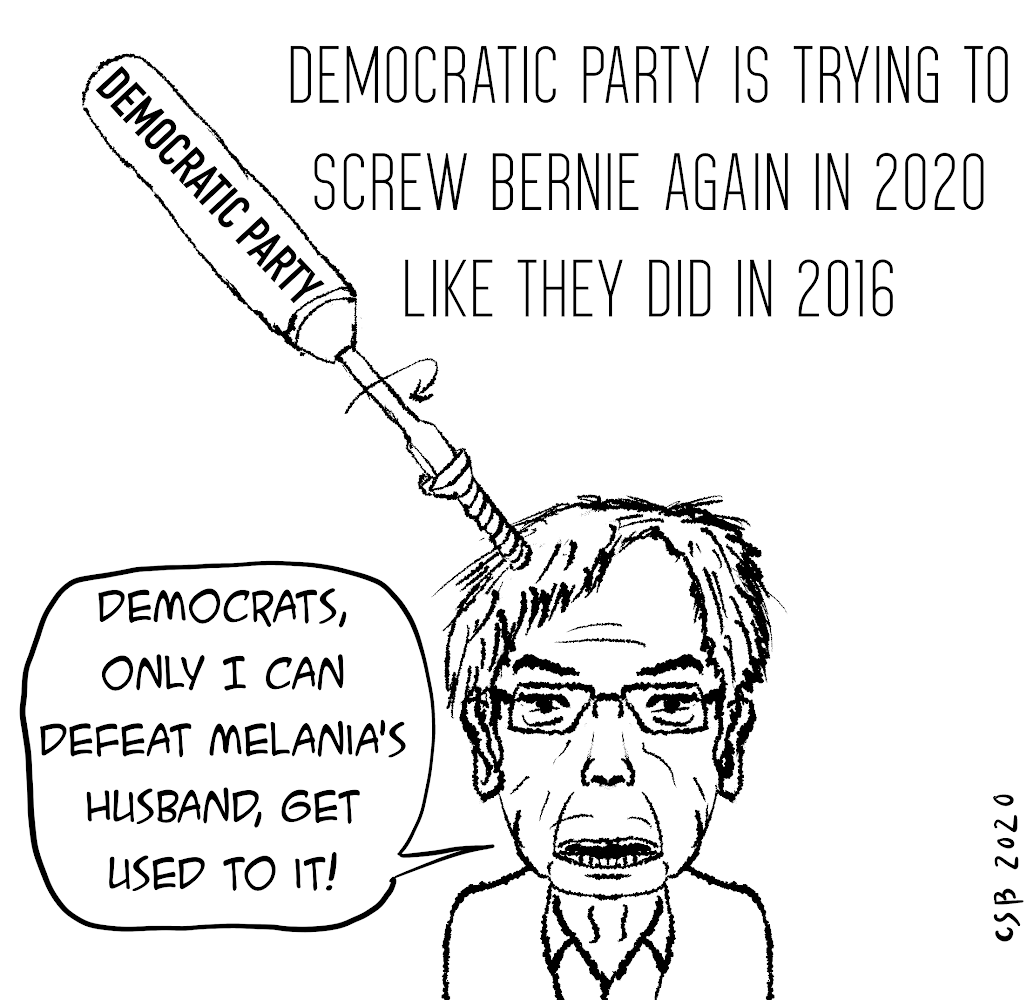 DEMOCRATIC PARTY IS TRYING TO
SCREW BERNIE AGAIN IN 2020
LIKE THEY DID IN 2016
DEMOCRATIC PARTY
DEMOCRATS,
ONLY I CAN
DEFEAT MELANIA'S
HUSBAND, GET
USED TO IT!
CSB 2020